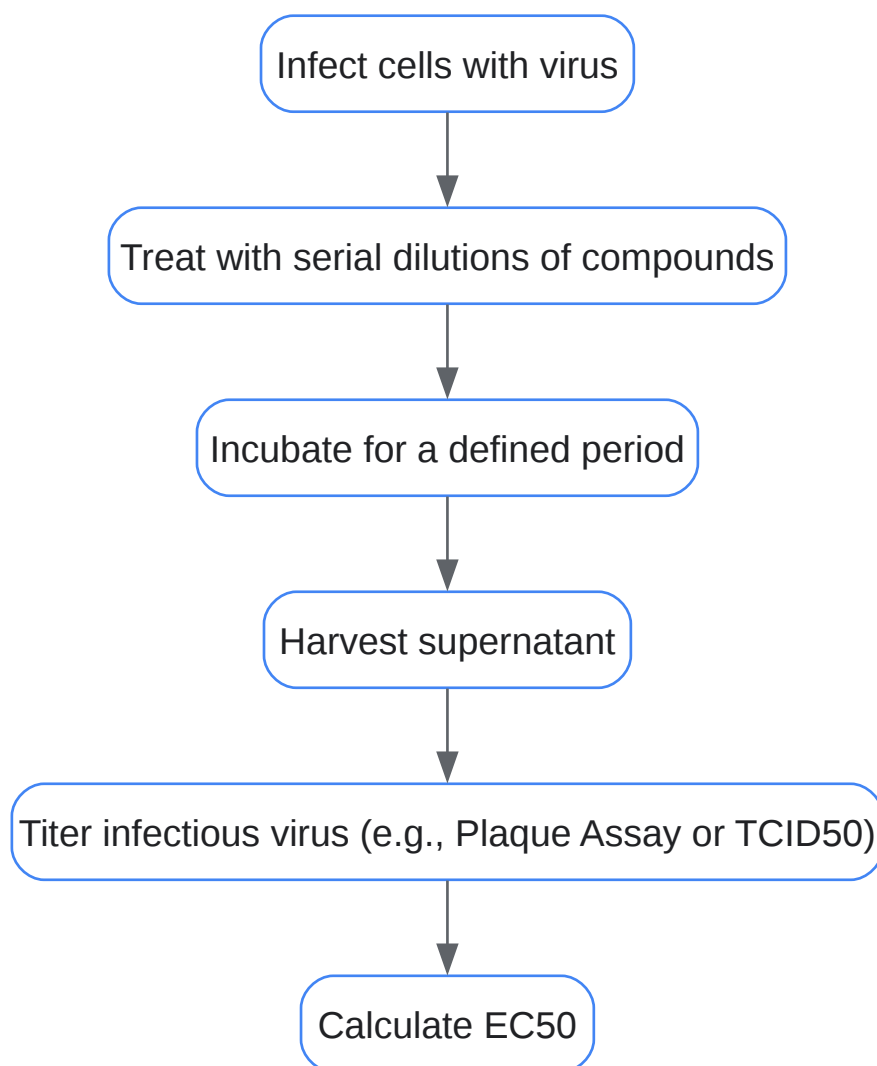 Infect cells with virus
Treat with serial dilutions of compounds
Incubate for a defined period
Harvest supernatant
Titer infectious virus (e.g., Plaque Assay or TCID50)
Calculate EC50